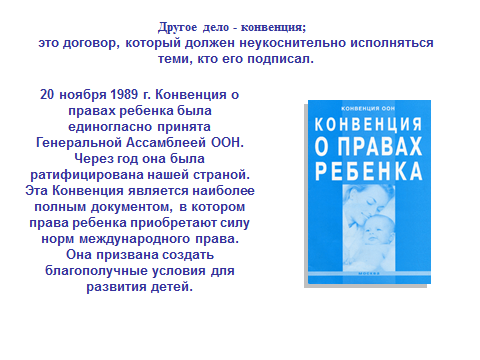 Другое дело - конвенция;
это договор, который должен неукоснительно исполняться
теми, кто его подписал.
20 ноября 1989 г. Конвенция о
правах ребенка была
единогласно принята
Генеральной Ассамблеей ООН.
Через год она была
ратифицирована нашей страной.
Эта Конвенция является наиболее
полным документом, в котором
права ребенка приобретают силу
норм международного права.
Она призвана создать
благополучные условия для
развития детей.
КОНВЕНЦИЯ ООН
КОНВЕНЦИЯ
О ПРАВАХ
РЕБЕНКА
МОСКВА